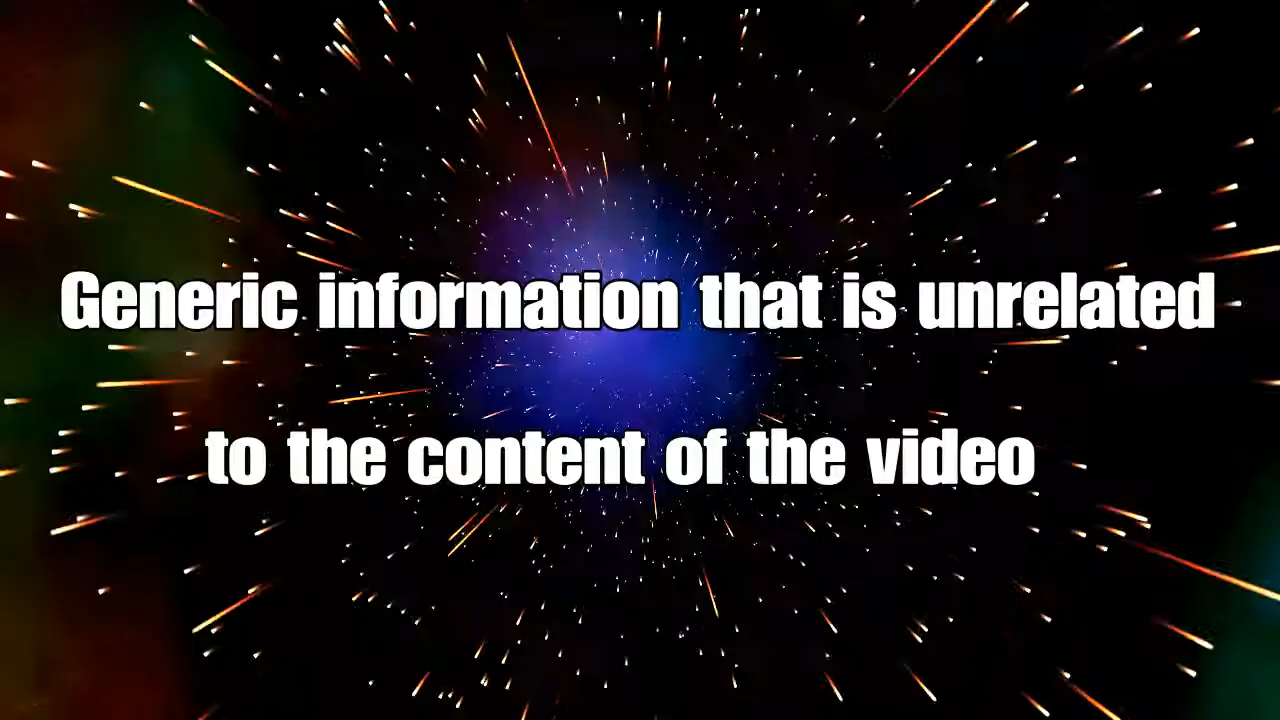 Generic information that is unrelated
to the content of the video